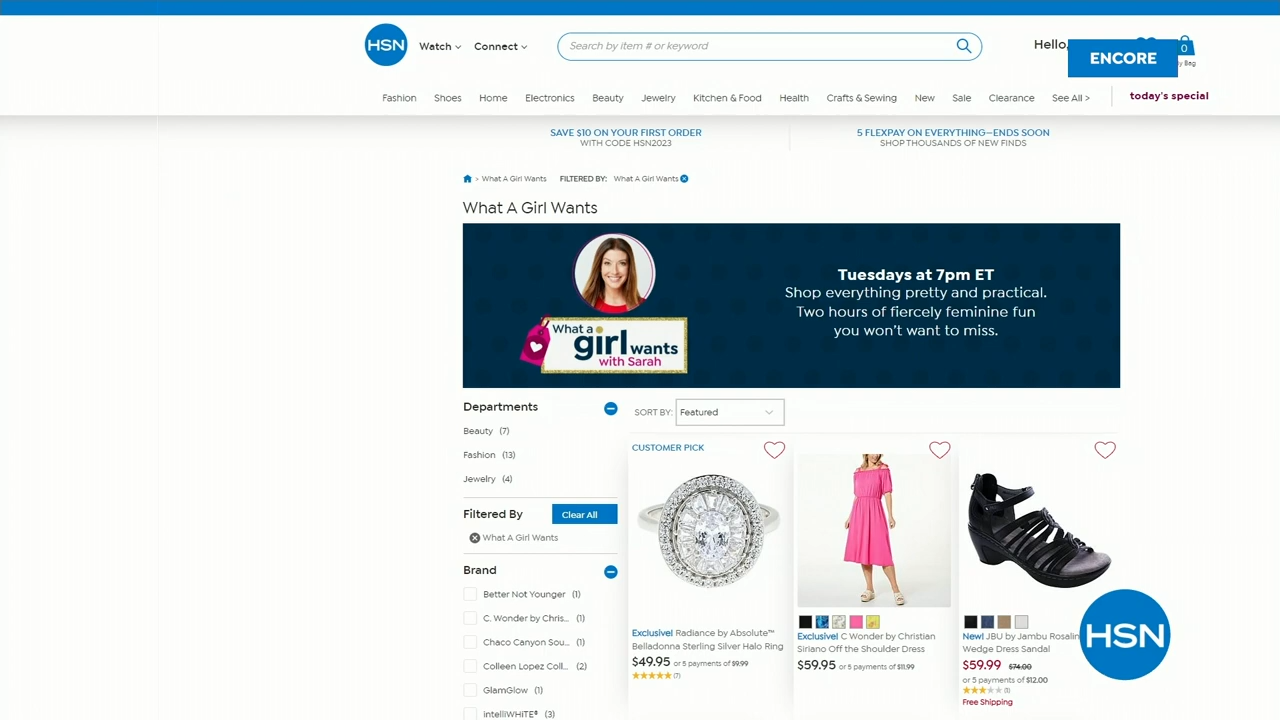 HSN
Watch
Connect
Search by item # or keyword
Hello,
ENCORE
0
Bag
Fashion
Shoes
Home
Electronics
Beauty
Jewelry
Kitchen & Food
Health
Crafts & Sewing
New
Sale
Clearance
See All >
today's special
SAVE $10 ON YOUR FIRST ORDER
WITH CODE HSN2023
5 FLEXPAY ON EVERYTHING—ENDS SOON
SHOP THOUSANDS OF NEW FINDS
> What A Girl Wants
FILTERED BY: What A Girl Wants
What A Girl Wants
What a
girl wants
with Sarah
Tuesdays at 7pm ET
Shop everything pretty and practical.
Two hours of fiercely feminine fun
you won't want to miss.
Departments
Beauty (7)
Fashion (13)
Jewelry (4)
Filtered By
Clear All
What A Girl Wants
Brand
Better Not Younger (1)
C. Wonder by Chris... (1)
Chaco Canyon Sou... (1)
Colleen Lopez Coll... (2)
GlamGlow (1)
intelliWHiTE® (3)
SORT BY: Featured
CUSTOMER PICK
Exclusive! Radiance by Absolute™
Belladonna Sterling Silver Halo Ring
$49.95 or 5 payments of $9.99
(7)
Exclusive! C Wonder by Christian
Siriano Off the Shoulder Dress
$59.95 or 5 payments of $11.99
New! JBU by Jambu Rosalin
Wedge Dress Sandal
$59.99 $74.00
or 5 payments of $12.00
(1)
Free Shipping
HSN